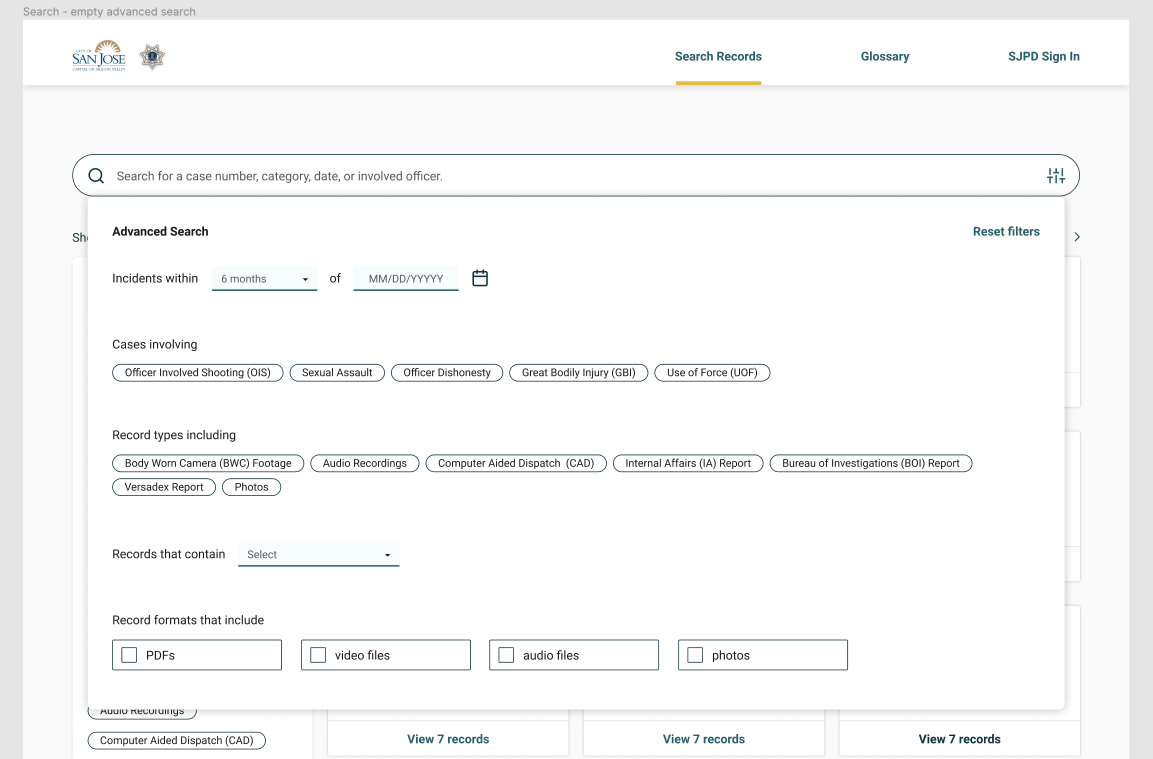 Search - empty advanced search
CITY OF
SAN JOSE
CAPITAL OF SILICON VALLEY
Search Records
Glossary
SJPD Sign In
Search for a case number, category, date, or involved officer.
Advanced Search
Reset filters
Incidents within
6 months
of
MM/DD/YYYYY
Cases involving
Officer Involved Shooting (OIS)
Sexual Assault
Officer Dishonesty
Great Bodily Injury (GBI)
Use of Force (UOF)
Record types including
Body Worn Camera (BWC) Footage
Audio Recordings
Computer Aided Dispatch (CAD)
Internal Affairs (IA) Report
Bureau of Investigations (BOI) Report
Versadex Report
Photos
Records that contain
Select
Record formats that include
PDFs
video files
audio files
photos
Audio Recordings
Computer Aided Dispatch (CAD)
View 7 records
View 7 records
View 7 records